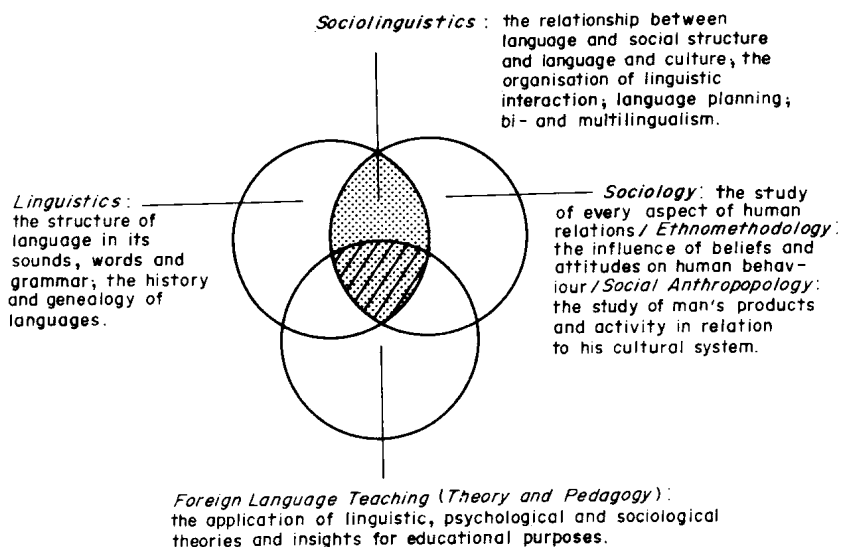 Sociolinguistics : the relationship between
language and social structure
and language and culture; the
organisation of linguistic
interaction; language planning;
bi- and multilingualism.
Linguistics :
the structure of
language in its
sounds, words and
grammar; the history
and genealogy of
languages.
Sociology: the study
of every aspect of human
relations / Ethnomethodology:
the influence of beliefs and
attitudes on human behav-
iour / Social Anthropopology:
the study of man's products
and activity in relation
to his cultural system.
Foreign Language Teaching (Theory and Pedagogy):
the application of linguistic, psychological and sociological
theories and insights for educational purposes.